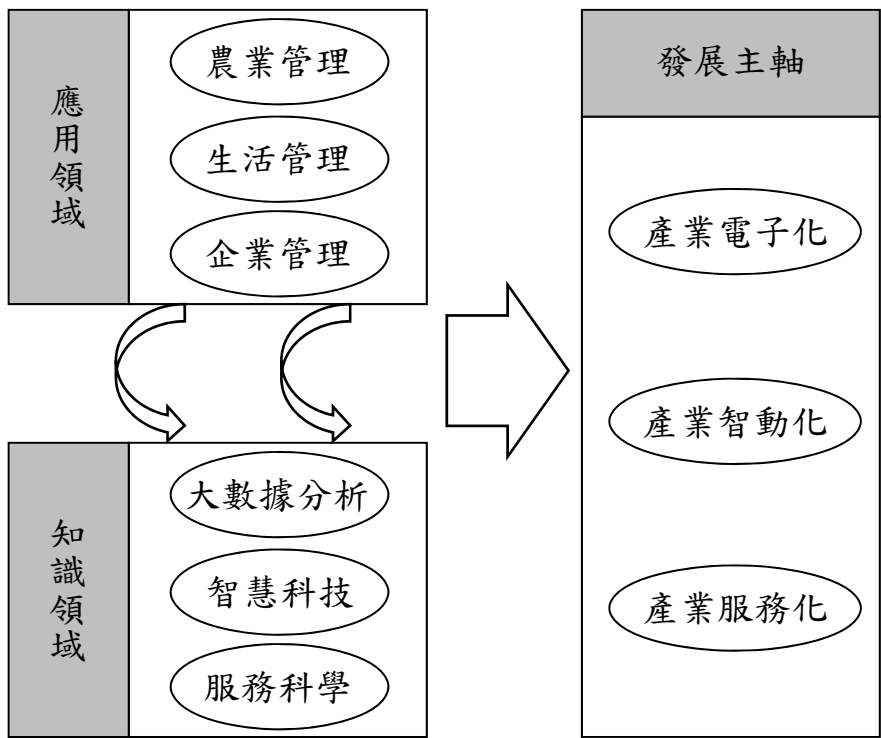 應用領域
農業管理
生活管理
企業管理
知識領域
大數據分析
智慧科技
服務科學
發展主軸
產業電子化
產業智動化
產業服務化